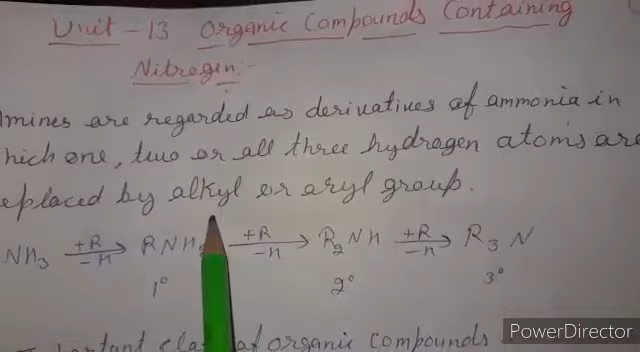 Unit - 13 Organic Compounds Containing
Nitrogen:-
mines are regarded as derivatives of ammonia in
hich one, two or all three hydrogen atoms are
eplaced by alkyl or aryl group.
NH3 +R/-H → RNH +R/-H → R2NH +R/-H → R3N
1° 2° 3°
of organic compounds
PowerDirector